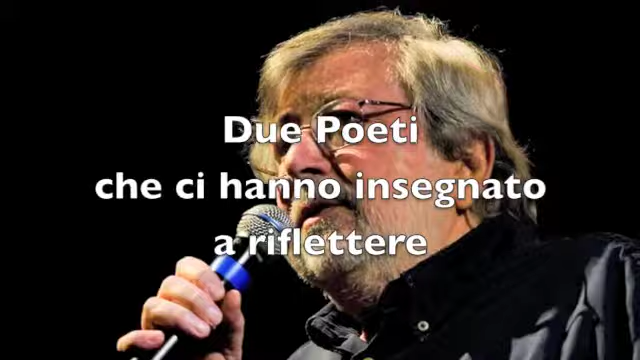 Due Poeti
che ci hanno insegnato
a riflettere